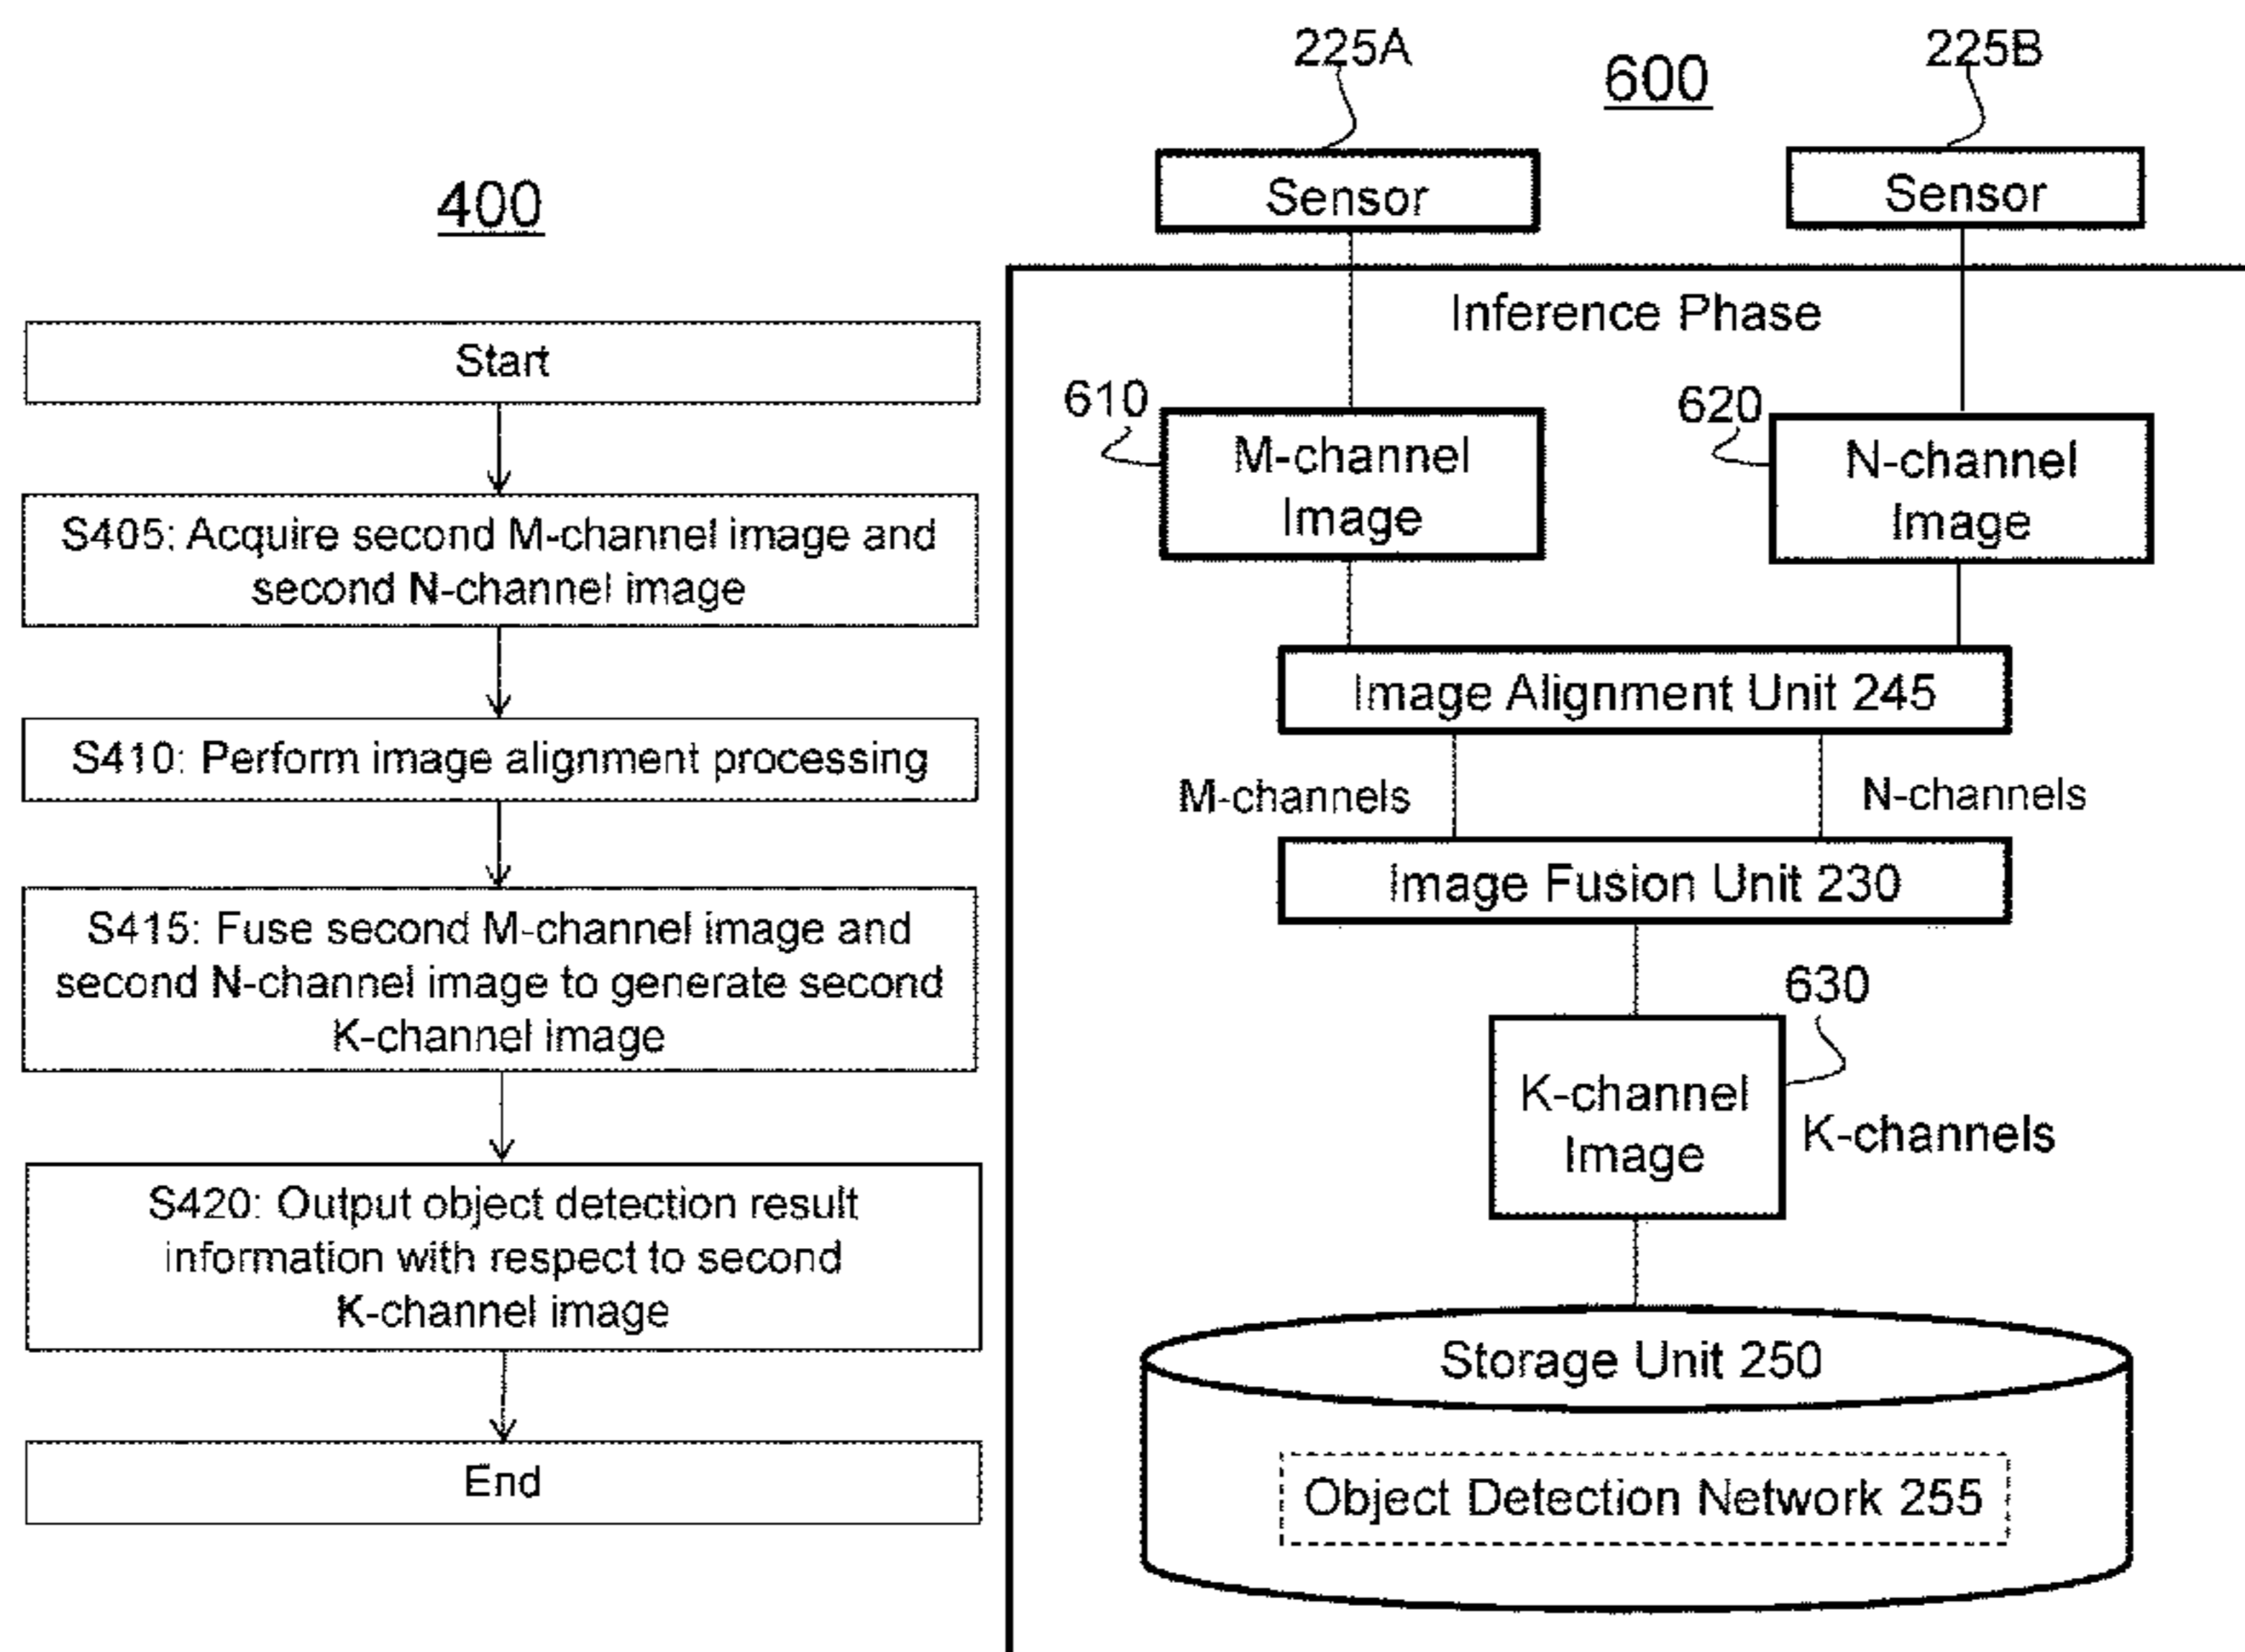 400
Start
S405: Acquire second M-channel image and
second N-channel image
S410: Perform image alignment processing
S415: Fuse second M-channel image and
second N-channel image to generate second
K-channel image
S420: Output object detection result
information with respect to second
K-channel image
End
225A
600
225B
Sensor
Sensor
Inference Phase
610
M-channel
Image
620
N-channel
Image
Image Alignment Unit 245
M-channels
N-channels
Image Fusion Unit 230
630
K-channel
Image
K-channels
Storage Unit 250
Object Detection Network 255